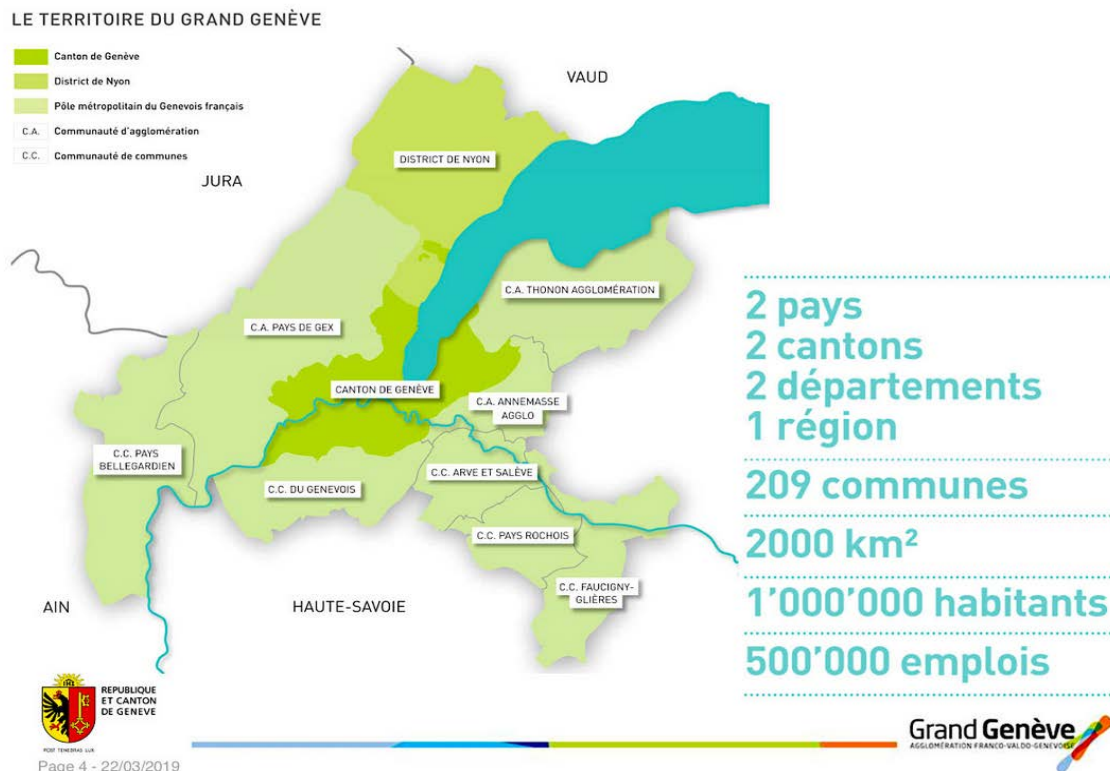 LE TERRITOIRE DU GRAND GENÈVE
Canton de Genève
District de Nyon
Pôle métropolitain du Genevois français
C.A. Communauté d'agglomération
C.C. Communauté de communes
VAUD
JURA
DISTRICT DE NYON
C.A. THONON AGGLOMÉRATION
C.A. PAYS DE GEX
CANTON DE GENÈVE
C.A. ANNEMASSE
AGGLO
C.C. PAYS
BELLEGARDIEN
C.C. DU GENEVOIS
C.C. ARVE ET SALÈVE
C.C. PAYS ROCHOIS
C.C. FAUCIGNY-
GLIÈRES
AIN
HAUTE-SAVOIE
2 pays
2 cantons
2 départements
1 région
209 communes
2000 km²
1'000'000 habitants
500'000 emplois
REPUBLIQUE
ET CANTON
DE GENEVE
POST TENEBRAS LUX
Page 4 - 22/03/2019
Grand Genève
AGGLOMÉRATION FRANCO-VALDO-GENEVOISE